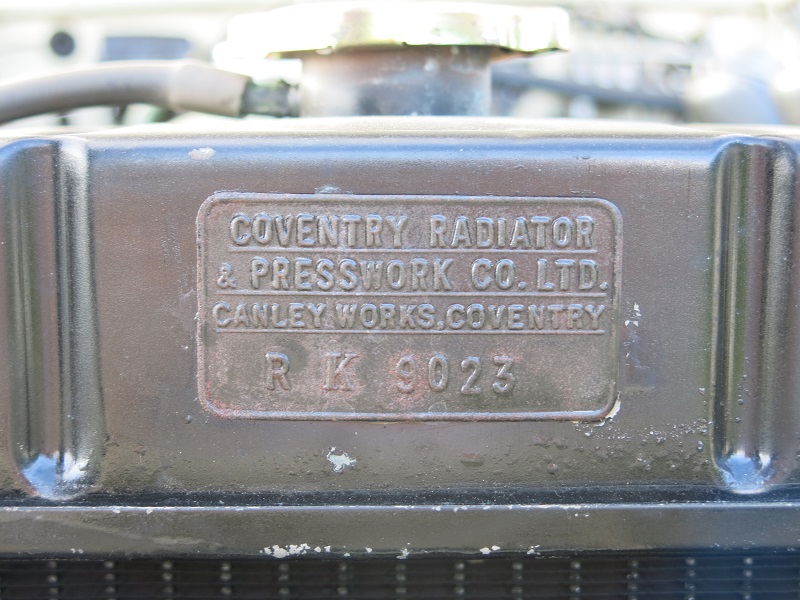 COVENTRY RADIATOR
& PRESSWORK CO. LTD.
CANLEY WORKS, COVENTRY
R K 9023